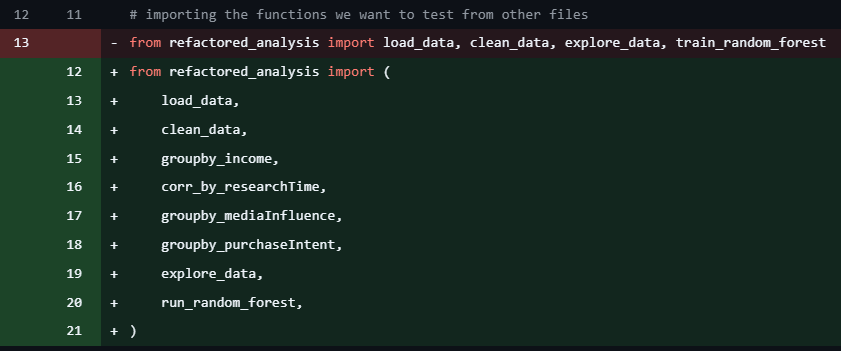 12 11 # importing the functions we want to test from other files
13 - from refactored_analysis import load_data, clean_data, explore_data, train_random_forest
12 + from refactored_analysis import (
13 + load_data,
14 + clean_data,
15 + groupby_income,
16 + corr_by_researchTime,
17 + groupby_mediaInfluence,
18 + groupby_purchaseIntent,
19 + explore_data,
20 + run_random_forest,
21 + )